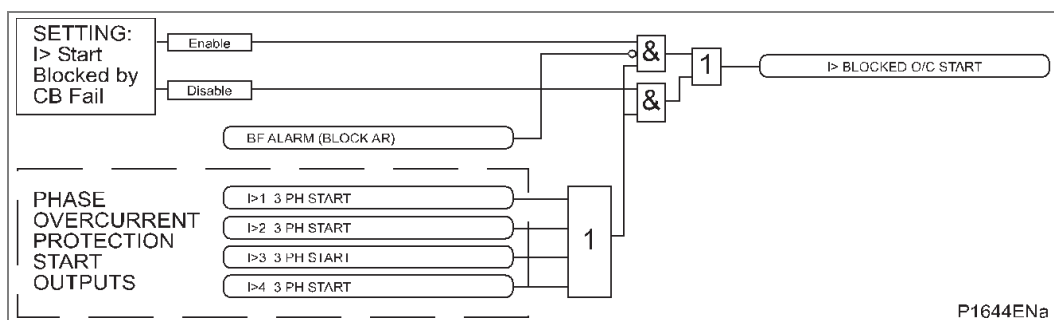 SETTING:
I> Start
Blocked by
CB Fail
Enable
Disable
&
&
1
I> BLOCKED O/C START
BF ALARM (BLOCK AR)
PHASE
OVERCURRENT
PROTECTION
START
OUTPUTS
I>1 3 PH START
I>2 3 PH START
I>3 3 PH START
I>4 3 PH START
1
P1644ENa